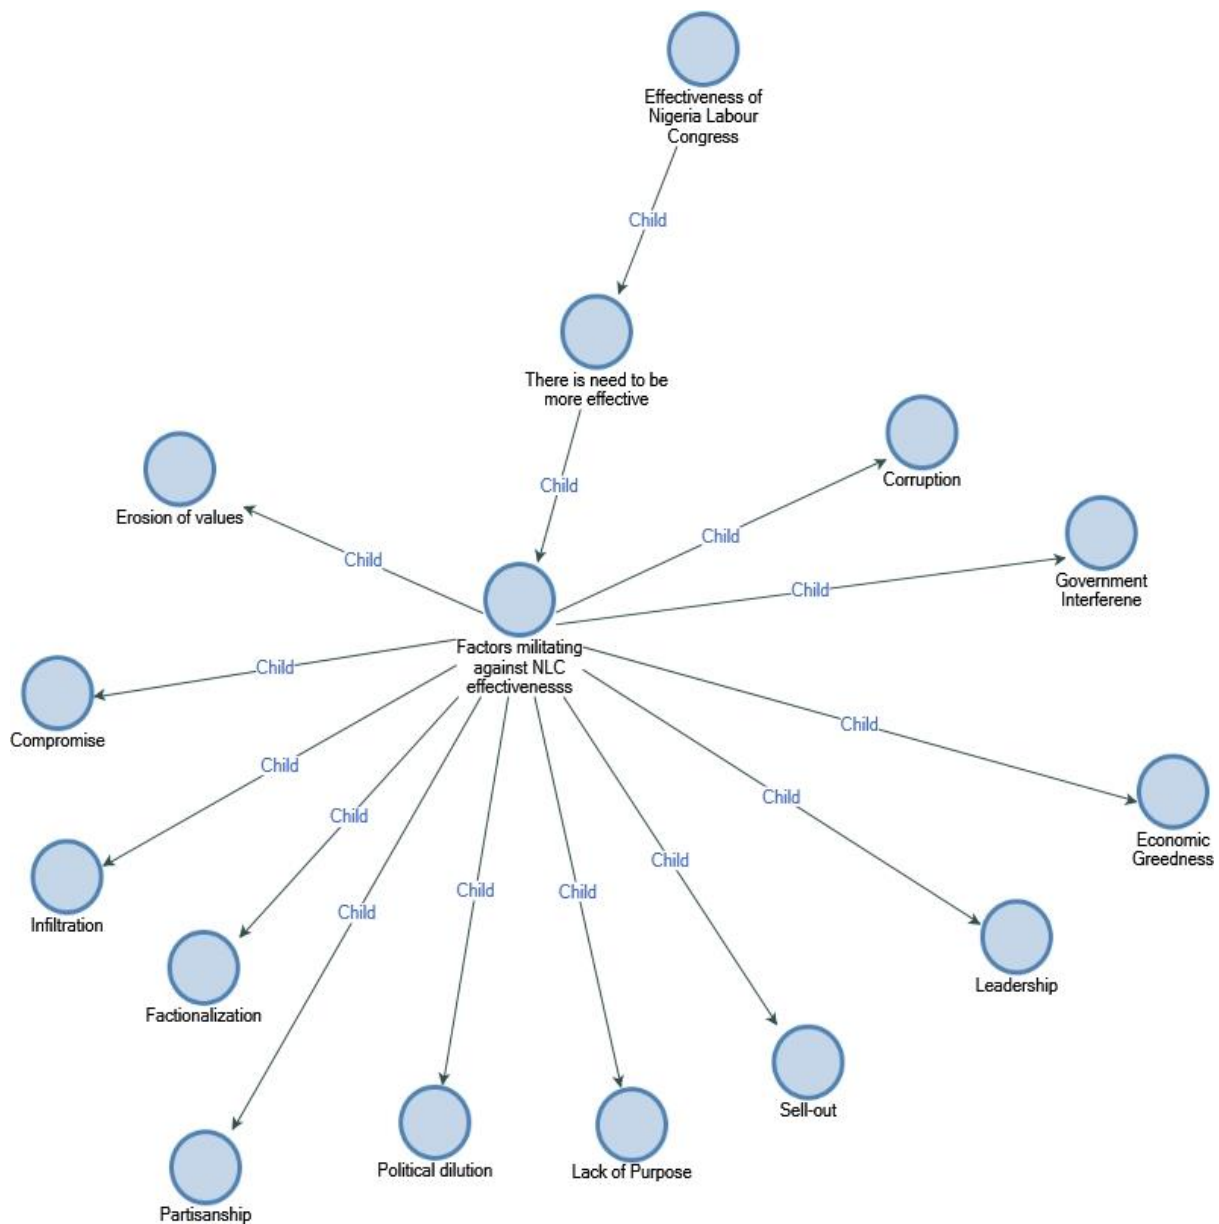 Effectiveness of
Nigeria Labour
Congress
Child
There is need to be
more effective
Child
Corruption
Erosion of values
Child
Child
Government
Interferene
Child
Factors militating
against NLC
effectivenesss
Child
Compromise
Child
Child
Economic
Greedness
Child
Infiltration
Child
Factionalization
Child
Leadership
Child
Partisanship
Child
Political dilution
Child
Lack of Purpose
Child
Sell-out